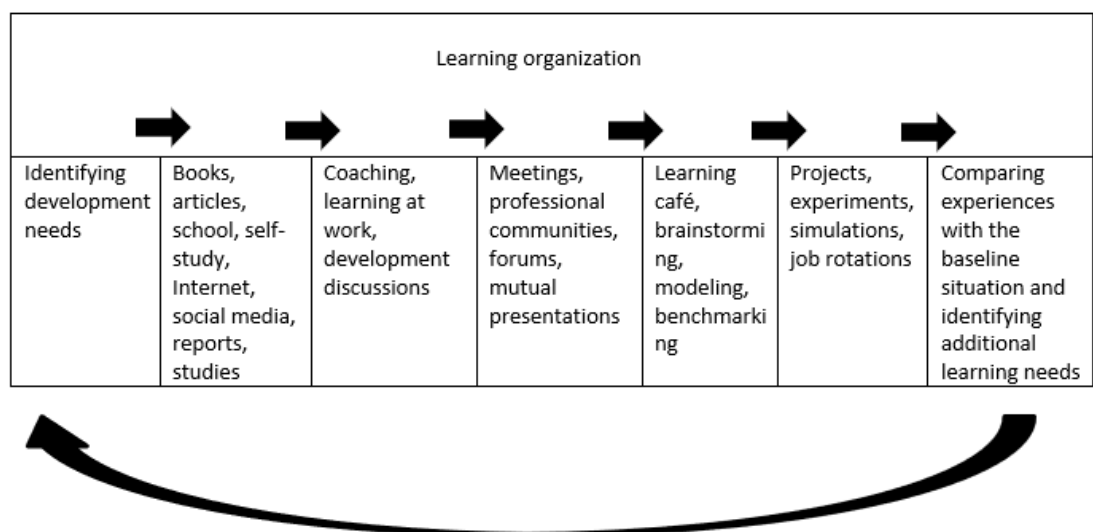 Learning organization
Identifying
development
needs
Books,
articles,
school, self-
study,
Internet,
social media,
reports,
studies
Coaching,
learning at
work,
development
discussions
Meetings,
professional
communities,
forums,
mutual
presentations
Learning
café,
brainstormi
ng,
modeling,
benchmarki
ng
Projects,
experiments,
simulations,
job rotations
Comparing
experiences
with the
baseline
situation and
identifying
additional
learning needs